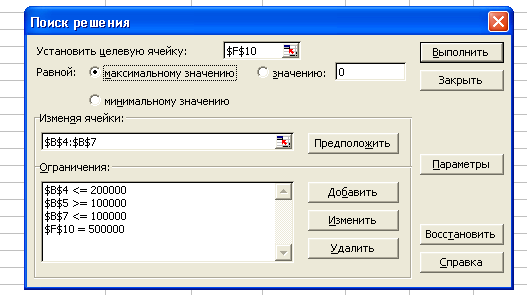 Поиск решения
Установить целевую ячейку: $F$10 Выполнить
Равной: максимальному значению значению: 0 Закрыть
минимальному значению
Изменяя ячейки:
$B$4:$B$7 Предположить
Параметры
Ограничения:
$B$4 <= 200000 Добавить
$B$5 >= 100000
$B$7 <= 100000 Изменить
$F$10 = 500000
Восстановить
Удалить
Справка